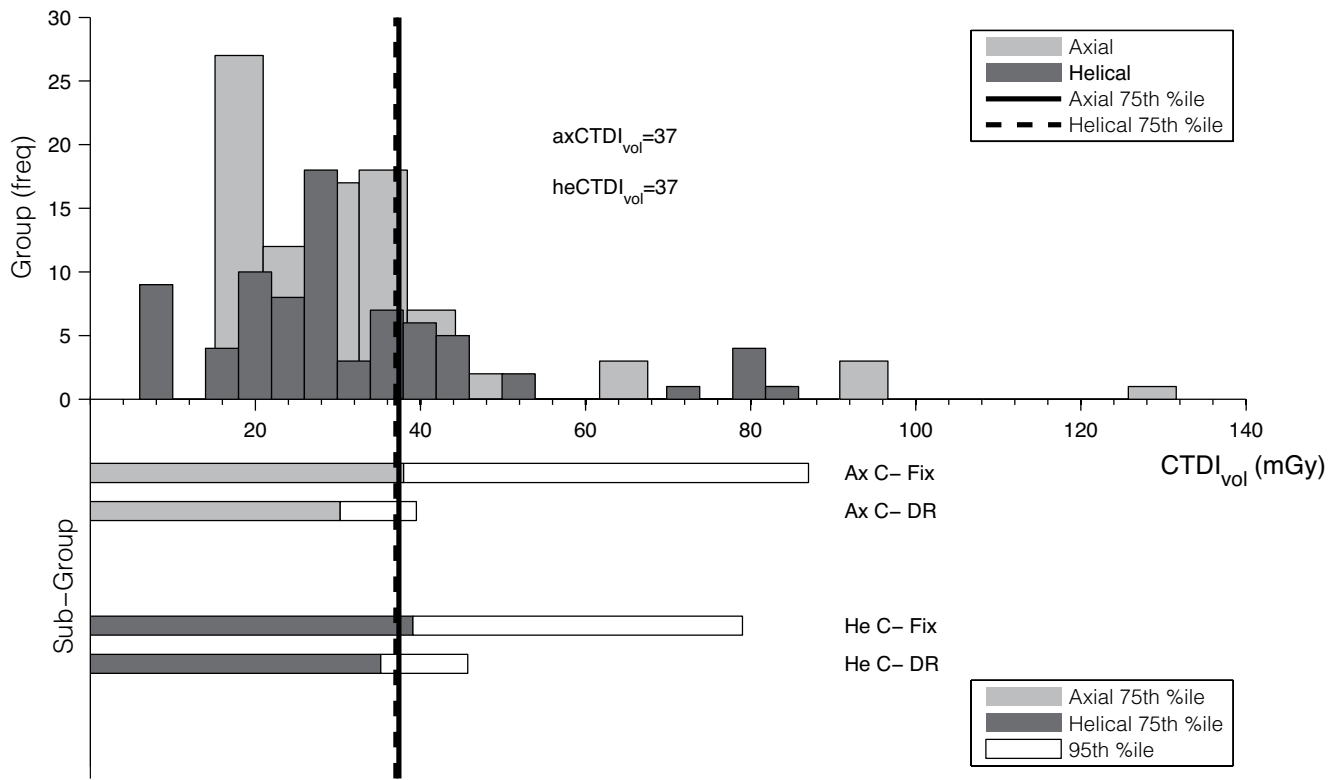 30
25
20
15
10
5
0
Group (freq)
Axial
Helical
Axial 75th %ile
Helical 75th %ile
axCTDIvol=37
heCTDIvol=37
20 40 60 80 100 120 140
CTDIvol (mGy)
Sub-Group
Ax C- Fix
Ax C- DR
He C- Fix
He C- DR
Axial 75th %ile
Helical 75th %ile
95th %ile